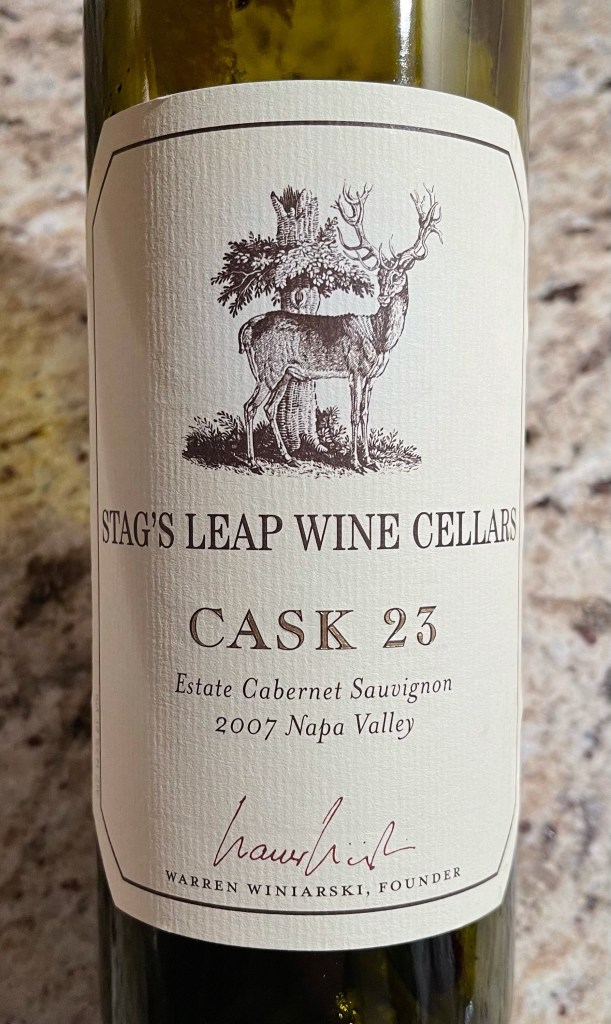 STAG'S LEAP WINE CELLARS
CASK 23
Estate Cabernet Sauvignon
2007 Napa Valley
WARREN WINIARSKI, FOUNDER